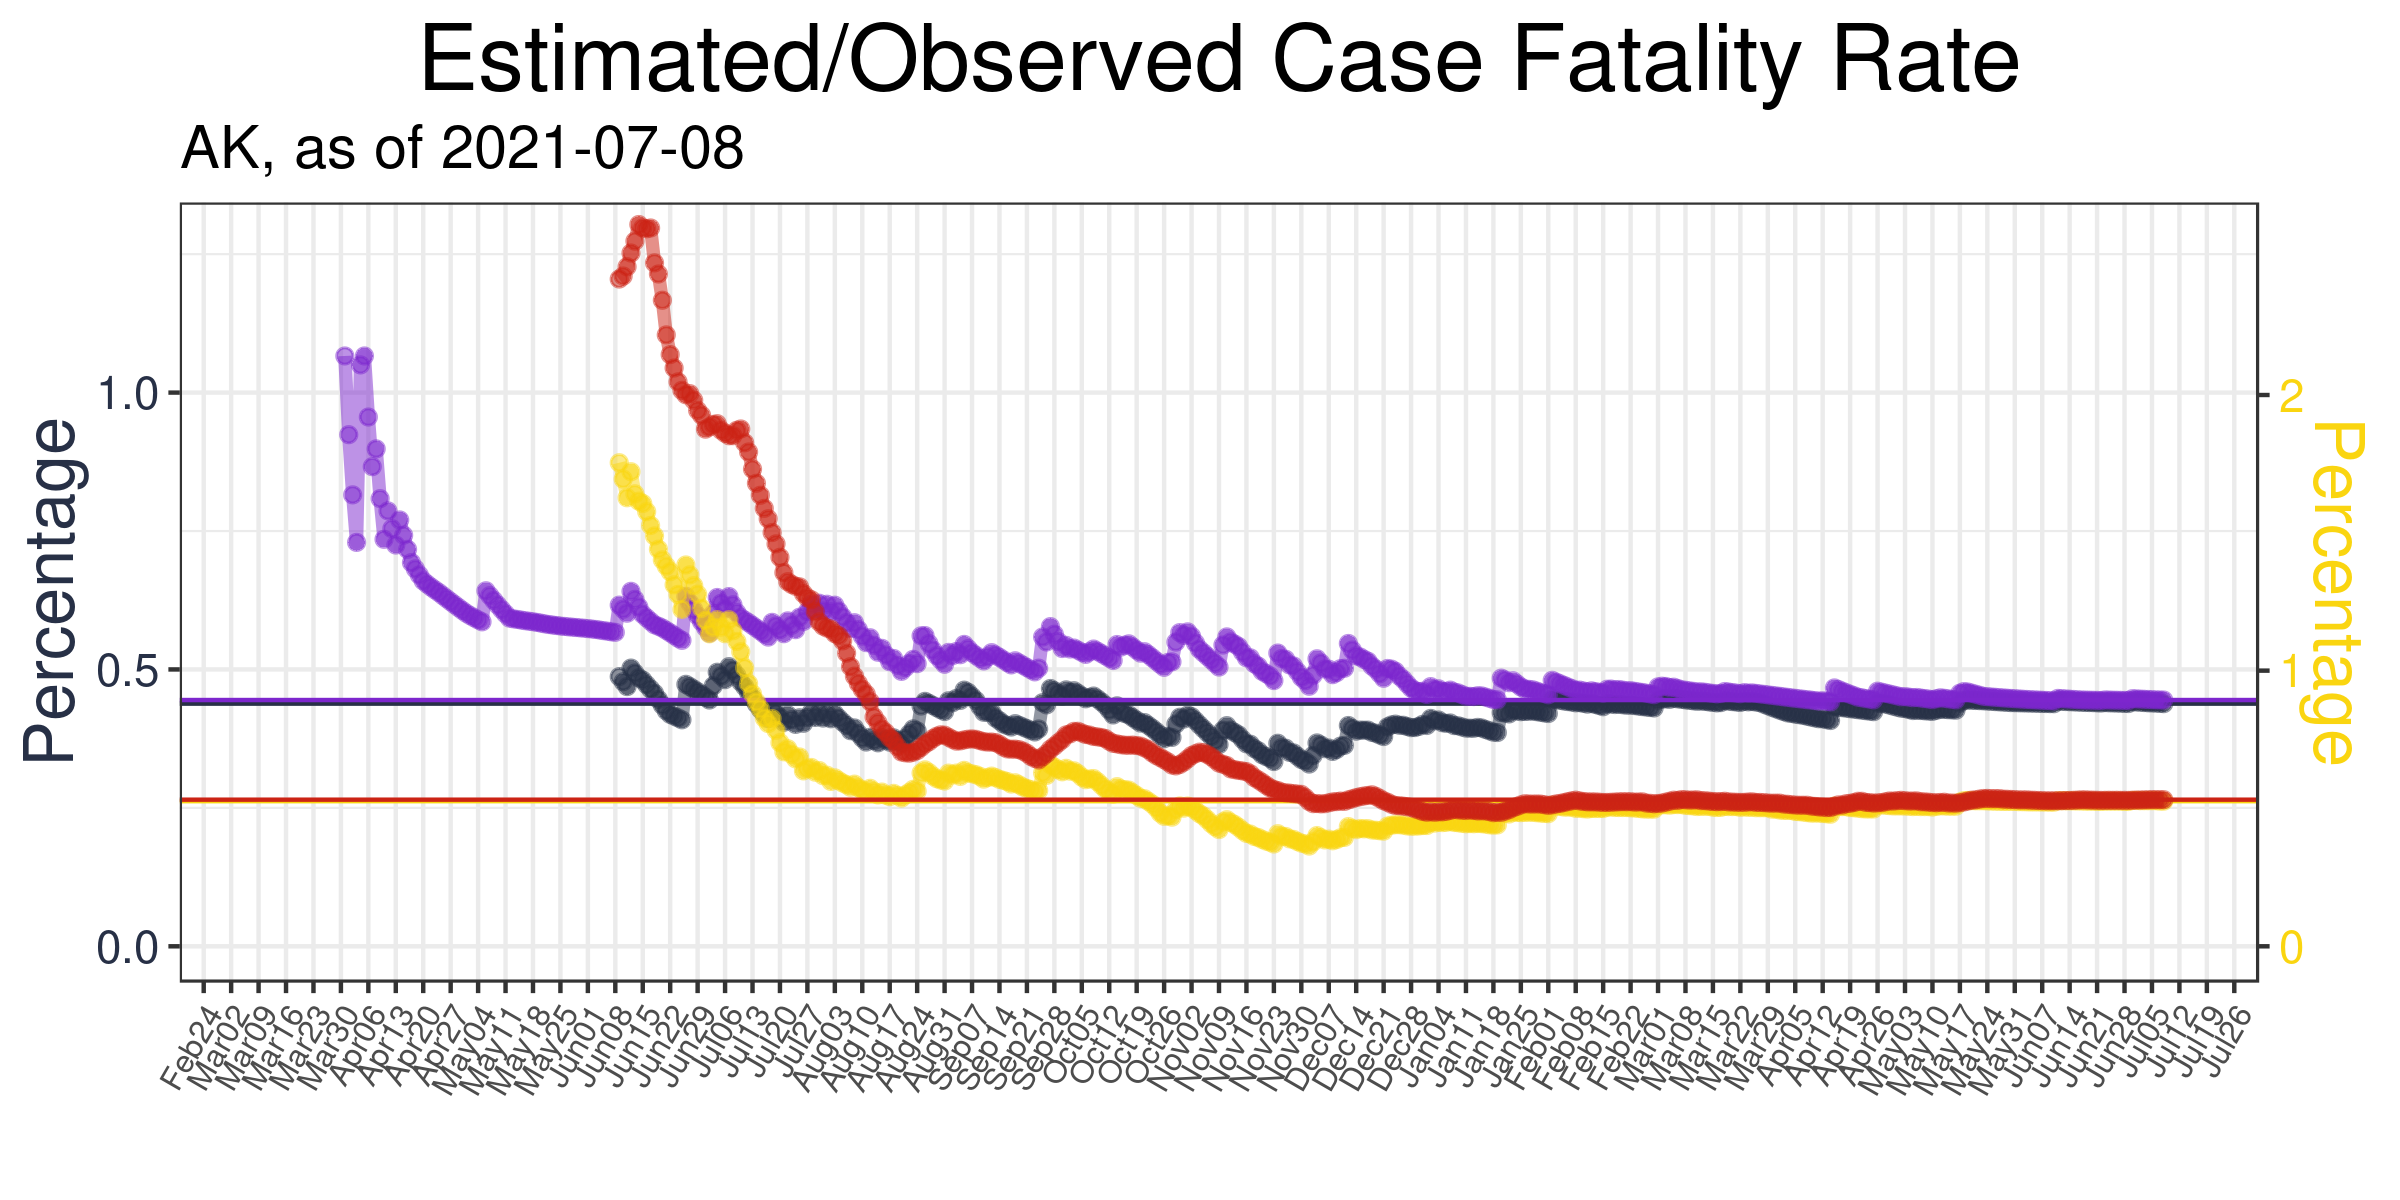 Estimated/Observed Case Fatality Rate
AK, as of 2021-07-08
Percentage
1.0
0.5
0.0
2
1
0
Percentage
Feb24
Mar02
Mar09
Mar16
Mar23
Mar30
Apr06
Apr13
Apr20
Apr27
May04
May11
May18
May25
Jun01
Jun08
Jun15
Jun22
Jun29
Jul06
Jul13
Jul20
Jul27
Aug03
Aug10
Aug17
Aug24
Aug31
Sep07
Sep14
Sep21
Sep28
Oct05
Oct12
Oct19
Oct26
Nov02
Nov09
Nov16
Nov23
Nov30
Dec07
Dec14
Dec21
Dec28
Jan04
Jan11
Jan18
Jan25
Feb01
Feb08
Feb15
Feb22
Mar01
Mar08
Mar15
Mar22
Mar29
Apr05
Apr12
Apr19
Apr26
May03
May10
May17
May24
May31
Jun07
Jun14
Jun21
Jun28
Jul05
Jul12
Jul19
Jul26